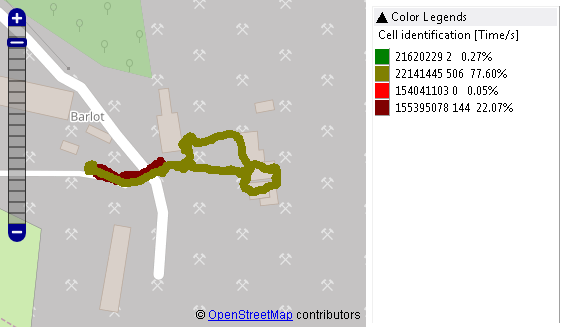 Barlot
© OpenStreetMap contributors
▲ Color Legends
Cell identification [Time/s]
21620229 2 0.27%
22141445 506 77.60%
154041103 0 0.05%
155395078 144 22.07%